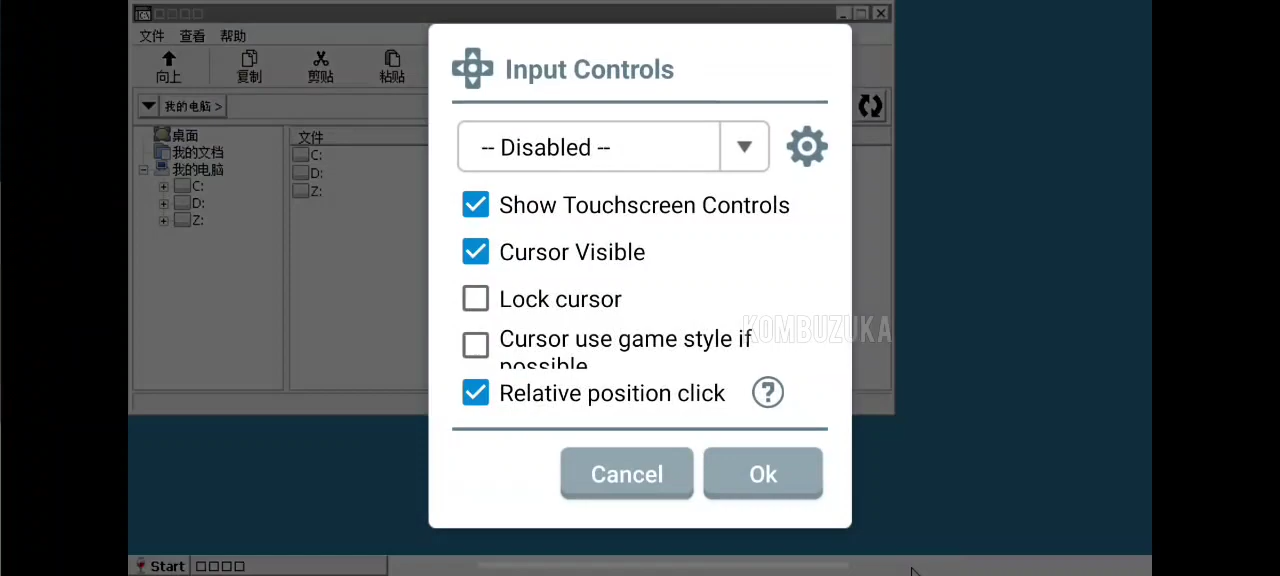 文件 查看 帮助
向上 复制 剪贴 粘贴
我的电脑 >
桌面
我的文档
我的电脑
C:
D:
Z:
文件
C:
D:
Z:
Input Controls
-- Disabled --
Show Touchscreen Controls
Cursor Visible
Lock cursor
Cursor use game style if
possible
Relative position click ?
Cancel Ok
KOMBUZUKA
Start